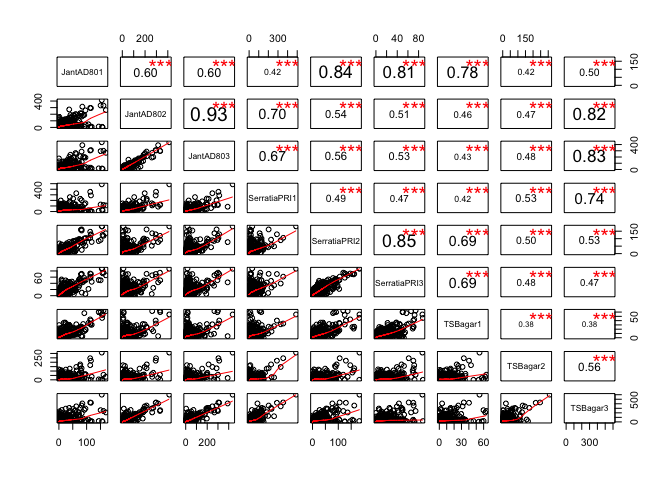 0 200 0 300 0 40 80 0 150
JantAD801 0.60 *** 0.60 *** 0.42 *** 0.84 *** 0.81 *** 0.78 *** 0.42 *** 0.50 *** 0 150
0 400 JantAD802 0.93 *** 0.70 *** 0.54 *** 0.51 *** 0.46 *** 0.47 *** 0.82 ***
JantAD803 0.67 *** 0.56 *** 0.53 *** 0.43 *** 0.48 *** 0.83 *** 0 400
0 400 SerratiaPRI1 0.49 *** 0.47 *** 0.42 *** 0.53 *** 0.74 ***
SerratiaPRI2 0.85 *** 0.69 *** 0.50 *** 0.53 *** 0 150
0 60 SerratiaPRI3 0.69 *** 0.48 *** 0.47 ***
TSBagar1 0.38 *** 0.38 *** 0 50
0 250 TSBagar2 0.56 ***
TSBagar3 0 500
0 100 0 200 0 100 0 30 60 0 300